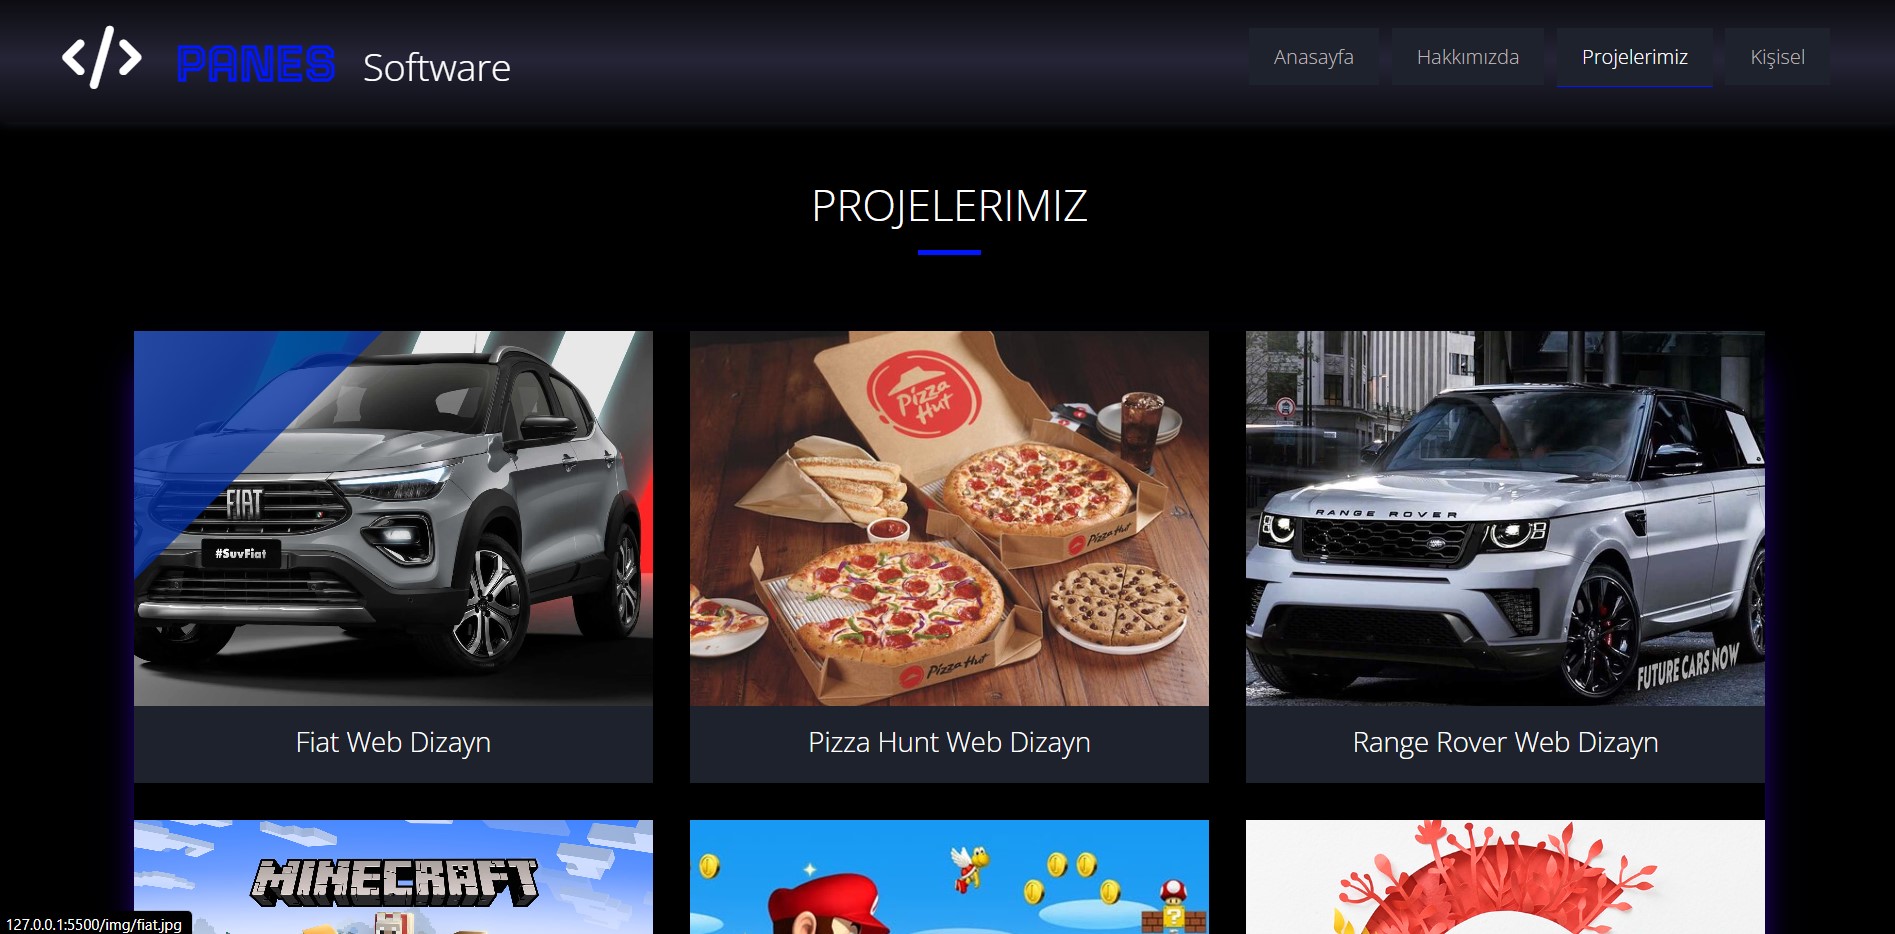 </> PANES Software
Anasayfa Hakkımızda Projelerimiz Kişisel
PROJELERIMIZ
Pizza Hut
FIAT
#SuvFiat
RANGE ROVER
Pizza Hut
Pizza Hut
FUTURE CARS NOW
Fiat Web Dizayn
Pizza Hunt Web Dizayn
Range Rover Web Dizayn
MINECRAFT
?
127.0.0.1:5500/img/fiat.jpg